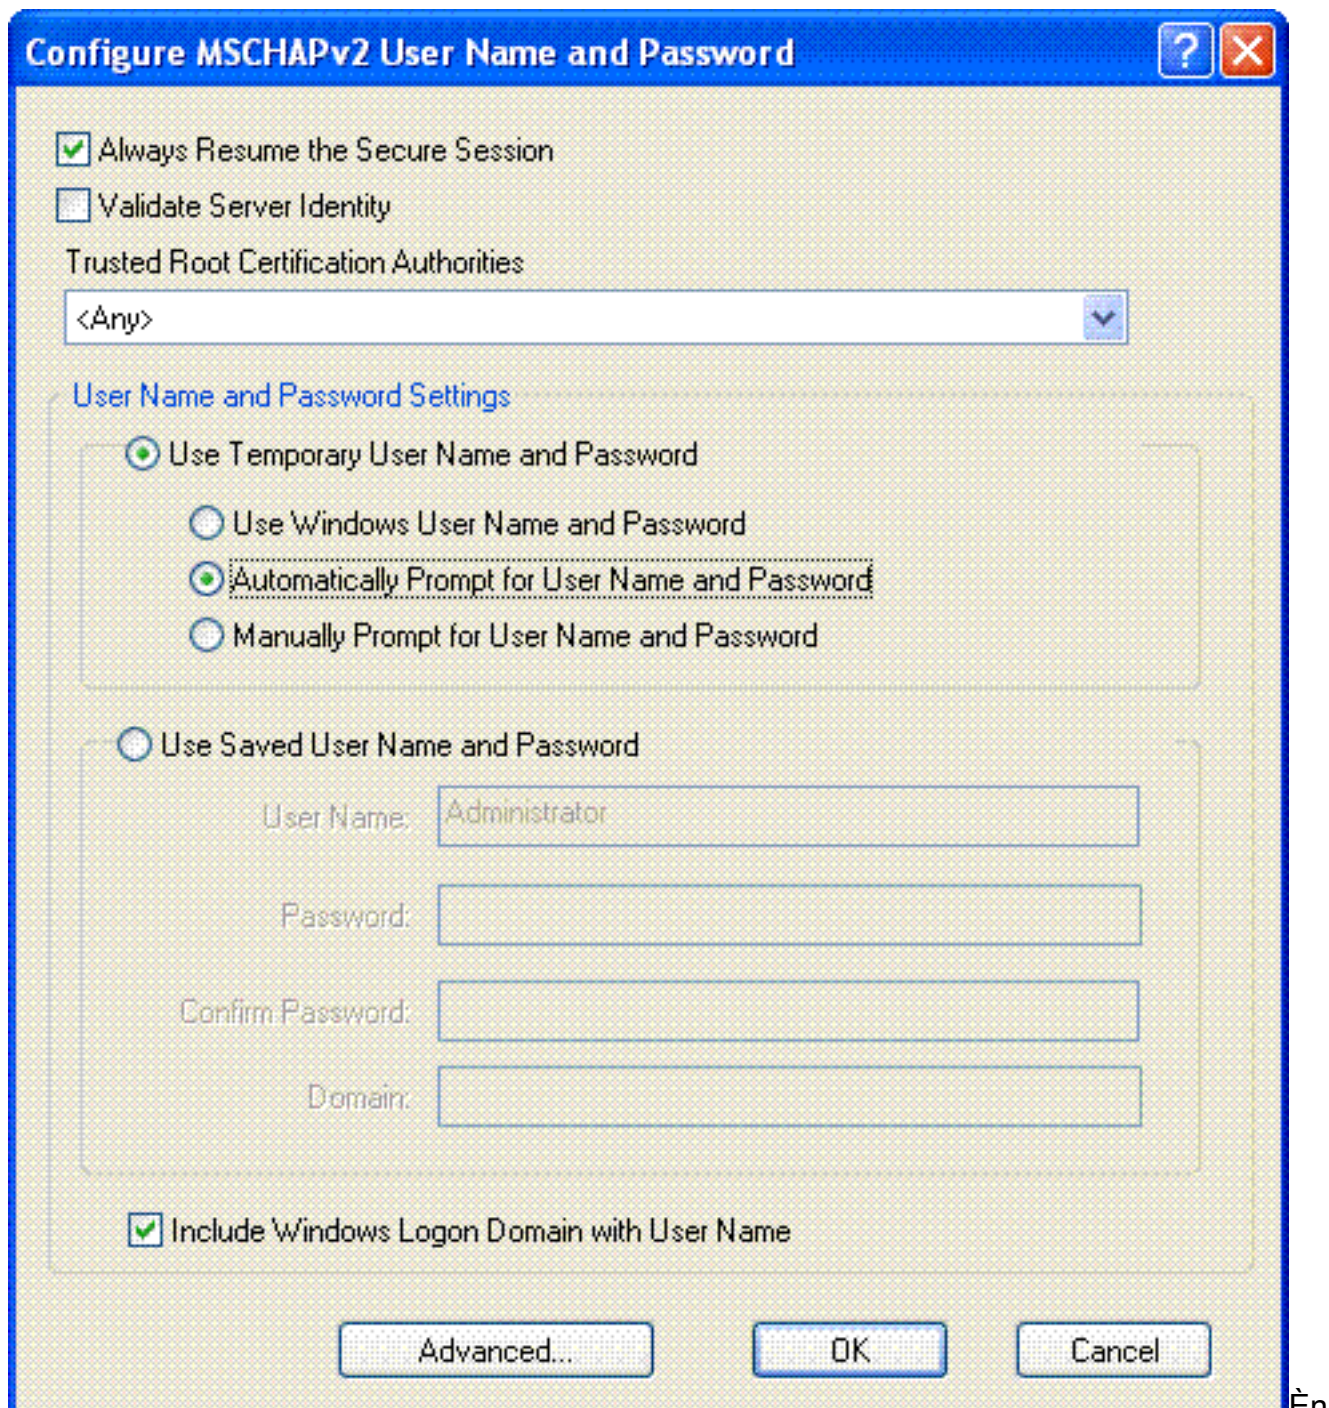 Configure MSCHAPv2 User Name and Password
Always Resume the Secure Session
Validate Server Identity
Trusted Root Certification Authorities
<Any>
User Name and Password Settings
Use Temporary User Name and Password
Use Windows User Name and Password
Automatically Prompt for User Name and Password
Manually Prompt for User Name and Password
Use Saved User Name and Password
User Name: Administrator
Password:
Confirm Password:
Domain:
Include Windows Logon Domain with User Name
Advanced... OK Cancel
Èn